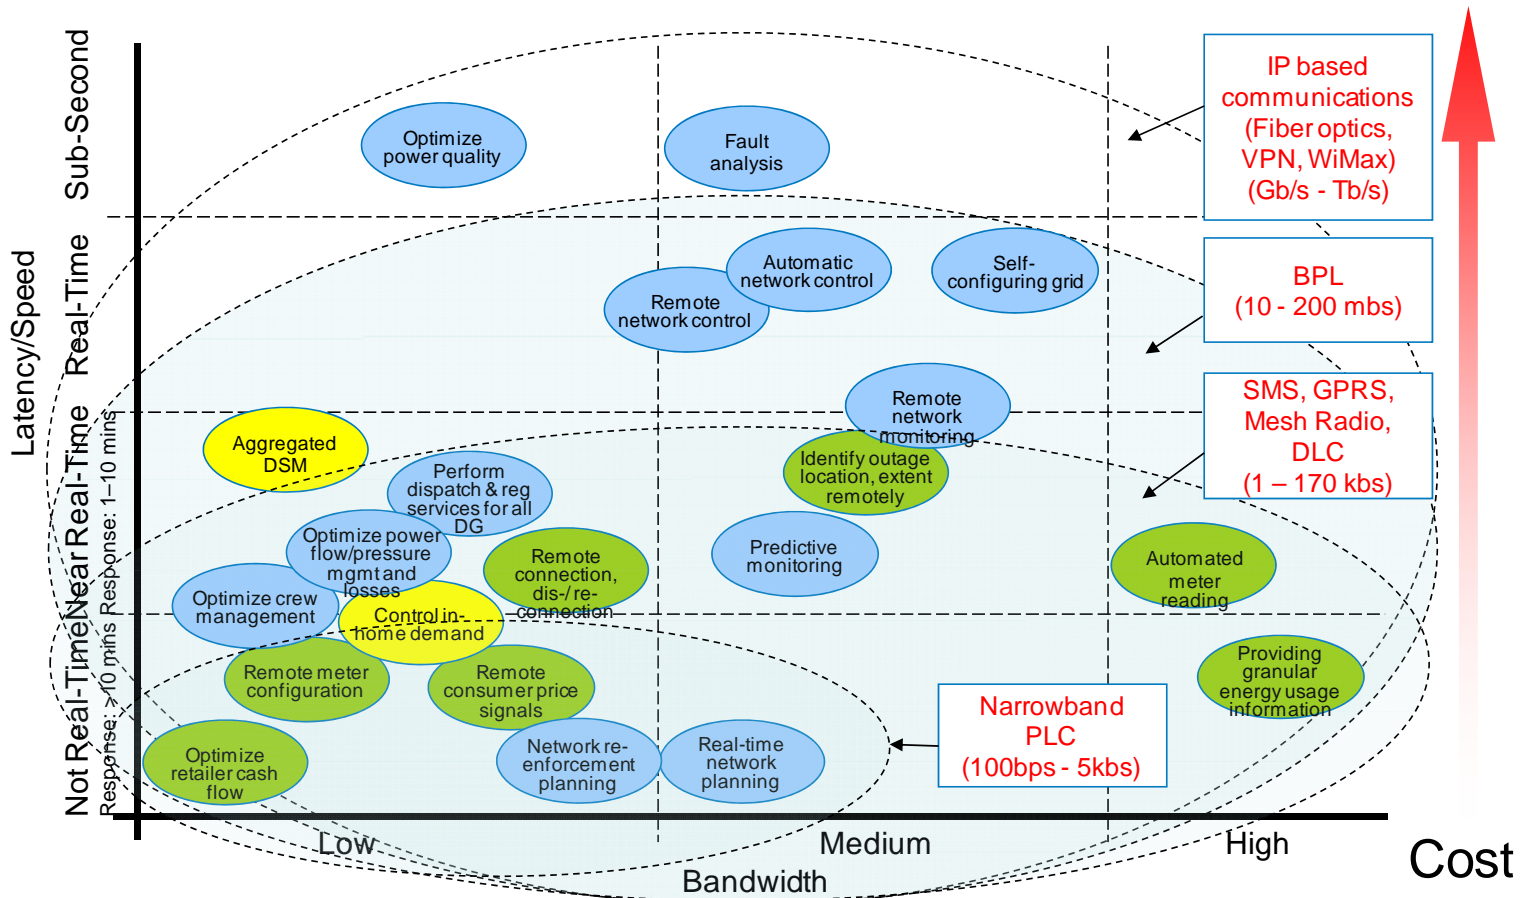 Latency/Speed
Sub-Second
Real-Time
Near Real-Time
Response: 1–10 mins
Not Real-Time
Response: >10 mins
Optimize
power quality
Fault
analysis
IP based
communications
(Fiber optics,
VPN, WiMax)
(Gb/s - Tb/s)
Automatic
network control
Self-
configuring grid
Remote
network control
BPL
(10 - 200 mbs)
Remote
network
monitoring
SMS, GPRS,
Mesh Radio,
DLC
(1 – 170 kbs)
Aggregated
DSM
Perform
dispatch & reg
services for all
DG
Identify outage
location, extent
remotely
Optimize power
flow/pressure
mgmt and
losses
Remote
connection,
dis-/ re-
connection
Predictive
monitoring
Automated
meter
reading
Optimize crew
management
Control in-
home demand
Remote meter
configuration
Remote
consumer price
signals
Providing
granular
energy usage
information
Narrowband
PLC
(100bps - 5kbs)
Optimize
retailer cash
flow
Network re-
enforcement
planning
Real-time
network
planning
Low
Medium
High
Bandwidth
Cost